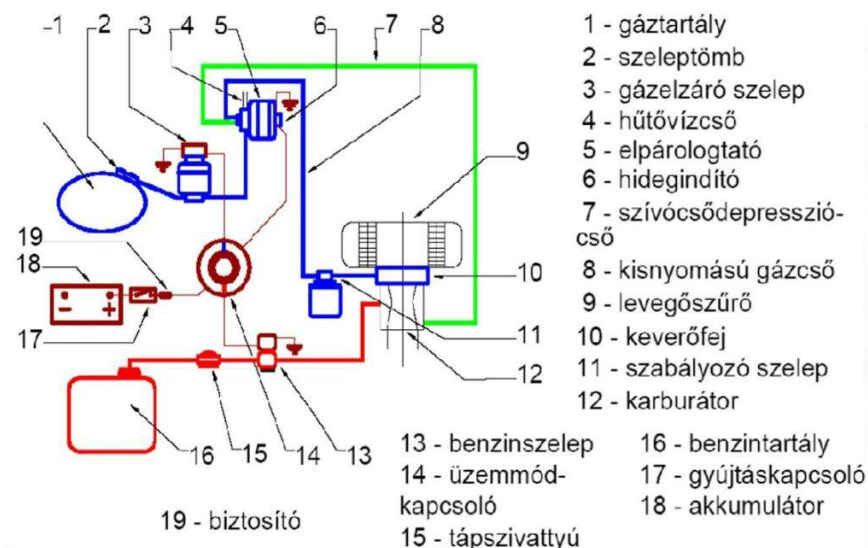 1 2 3 4 5 6 7 8
9
19
18
10
17
11
12
16 15 14 13
1 - gáztartály
2 - szeleptömb
3 - gázelzáró szelep
4 - hűtővízcső
5 - elpárologtató
6 - hidegindító
7 - szívócsődepresszió-
cső
8 - kisnyomású gázcső
9 - levegőszűrő
10 - keverőfej
11 - szabályozó szelep
12 - karburátor
13 - benzinszelep
14 - üzemmód-
kapcsoló
15 - tápszivattyú
16 - benzintartály
17 - gyújtáskapcsoló
18 - akkumulátor
19 - biztosító